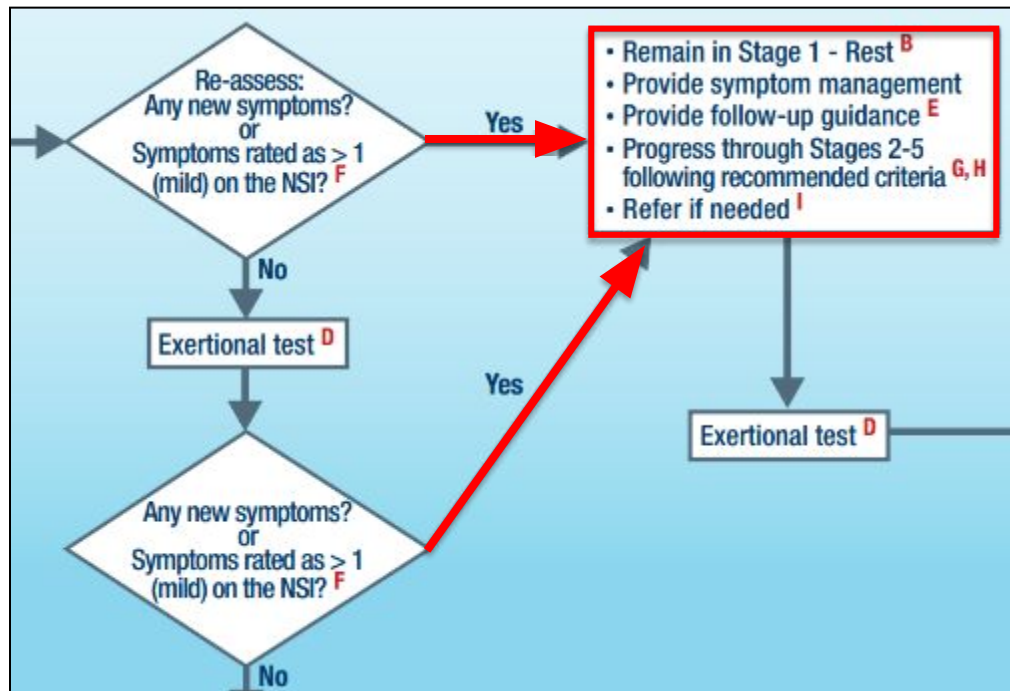 Re-assess:
Any new symptoms?
or
Symptoms rated as > 1
(mild) on the NSI? F
Yes
• Remain in Stage 1 - Rest B
• Provide symptom management
• Provide follow-up guidance E
• Progress through Stages 2-5
following recommended criteria G, H
• Refer if needed I
No
Exertional test D
Yes
Exertional test D
Any new symptoms?
or
Symptoms rated as > 1
(mild) on the NSI? F
No